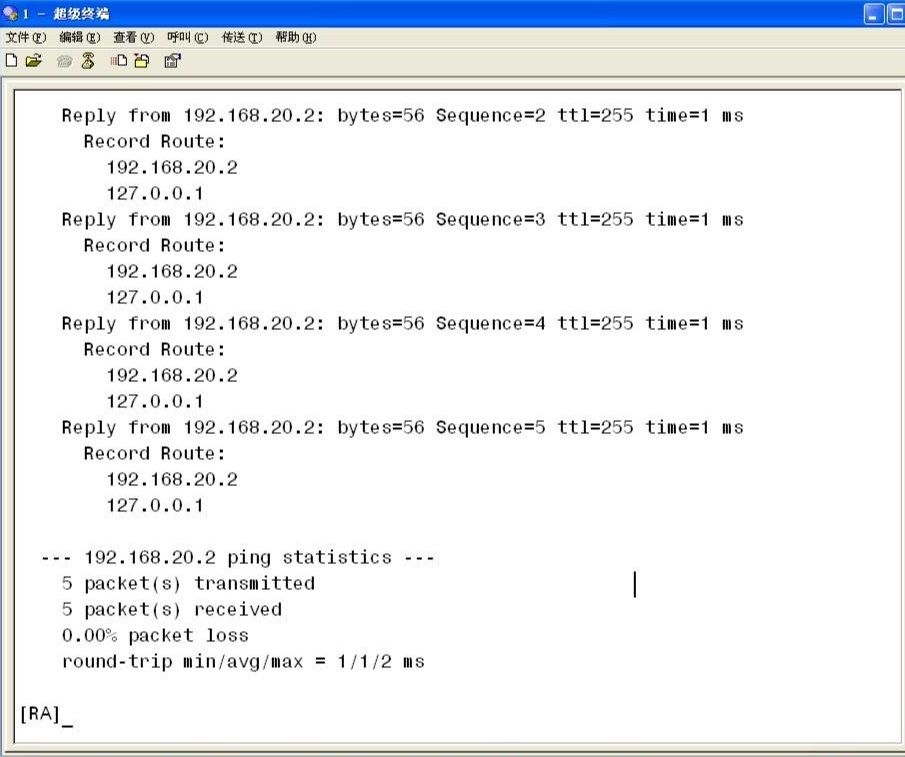 1 - 超级终端
文件(F) 编辑(E) 查看(V) 呼叫(C) 传送(T) 帮助(H)
Reply from 192.168.20.2: bytes=56 Sequence=2 ttl=255 time=1 ms
Record Route:
192.168.20.2
127.0.0.1
Reply from 192.168.20.2: bytes=56 Sequence=3 ttl=255 time=1 ms
Record Route:
192.168.20.2
127.0.0.1
Reply from 192.168.20.2: bytes=56 Sequence=4 ttl=255 time=1 ms
Record Route:
192.168.20.2
127.0.0.1
Reply from 192.168.20.2: bytes=56 Sequence=5 ttl=255 time=1 ms
Record Route:
192.168.20.2
127.0.0.1
--- 192.168.20.2 ping statistics ---
5 packet(s) transmitted
5 packet(s) received
0.00% packet loss
round-trip min/avg/max = 1/1/2 ms
[RA]_